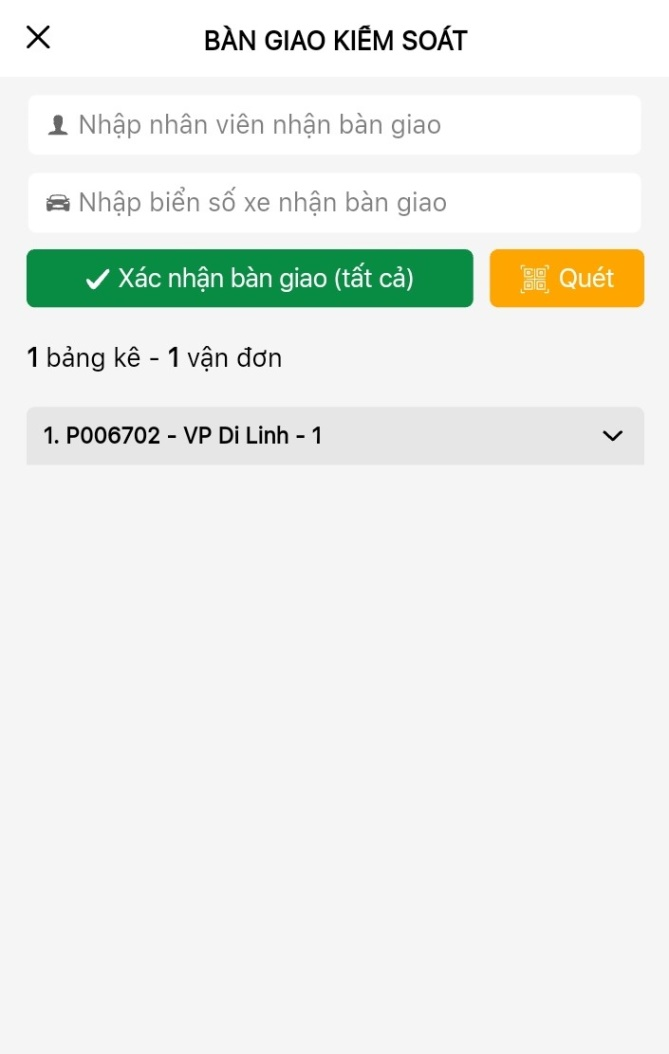 BÀN GIAO KIỂM SOÁT
Nhập nhân viên nhận bàn giao
Nhập biển số xe nhận bàn giao
Xác nhận bàn giao (tất cả)
Quét
1 bảng kê - 1 vận đơn
1. P006702 - VP Di Linh - 1